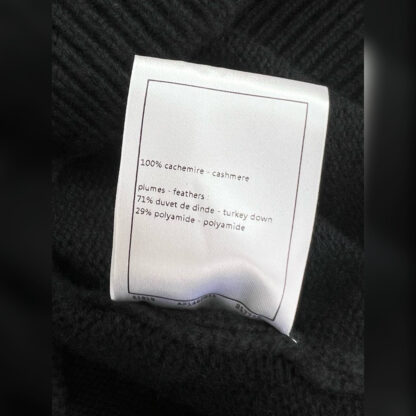 100% cachemire - cashmere
plumes - feathers :
71% duvet de dinde - turkey down
29% polyamide - polyamide